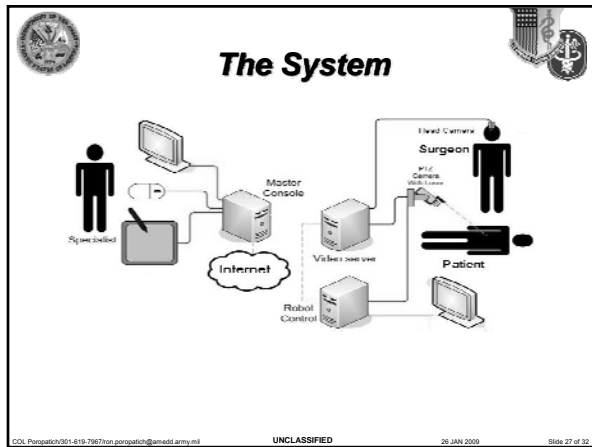 The System
Head Camera
Surgeon
PTZ
Camera
With Laser
Master
Console
Specialist
Internet
Video server
Patient
Robot
Control
COL Poropatich/301-619-7967/ron.poropatich@amedd.army.mil
UNCLASSIFIED
26 JAN 2009
Slide 27 of 32